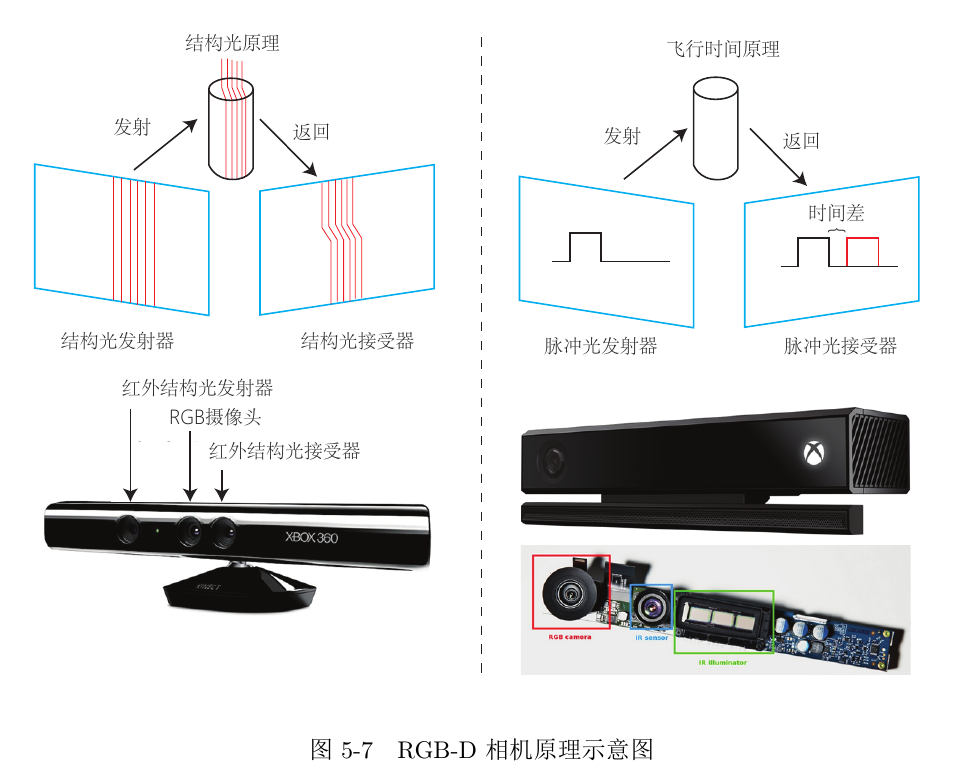 结构光原理
发射
返回
结构光发射器
结构光接受器
红外结构光发射器
RGB摄像头
红外结构光接受器
XBOX 360
KINECT
飞行时间原理
发射
返回
时间差
脉冲光发射器
脉冲光接受器
RGB camera
IR sensor
IR Illuminator
图 5-7 RGB-D 相机原理示意图